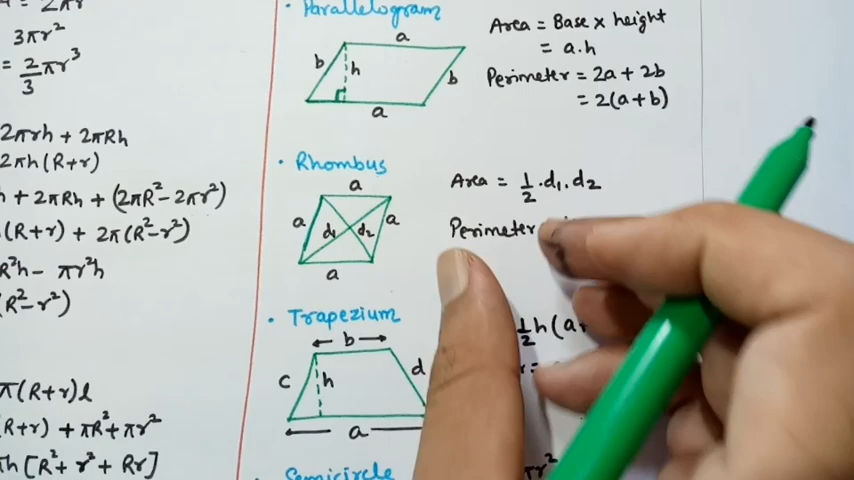 = 2πr
3πr²
= 2/3 πr³
2πrh + 2πRh
2πh(R+r)
h + 2πRh + (2πR² - 2πr²)
(R+r) + 2π(R² - r²)
R²h - πr²h
(R² - r²)
π(R+r)l
(R+r) + πR² + πr²
πh[R² + r² + Rr]
• Parallelogram
a
b
h
b
a
Area = Base x height
= a.h
Perimeter = 2a + 2b
= 2(a+b)
• Rhombus
a
a
d₁
d₂
a
a
Area = 1/2 .d₁.d₂
Perimeter
• Trapezium
b
c
h
d
a
1/2 h(a+
Semicircle
πr²